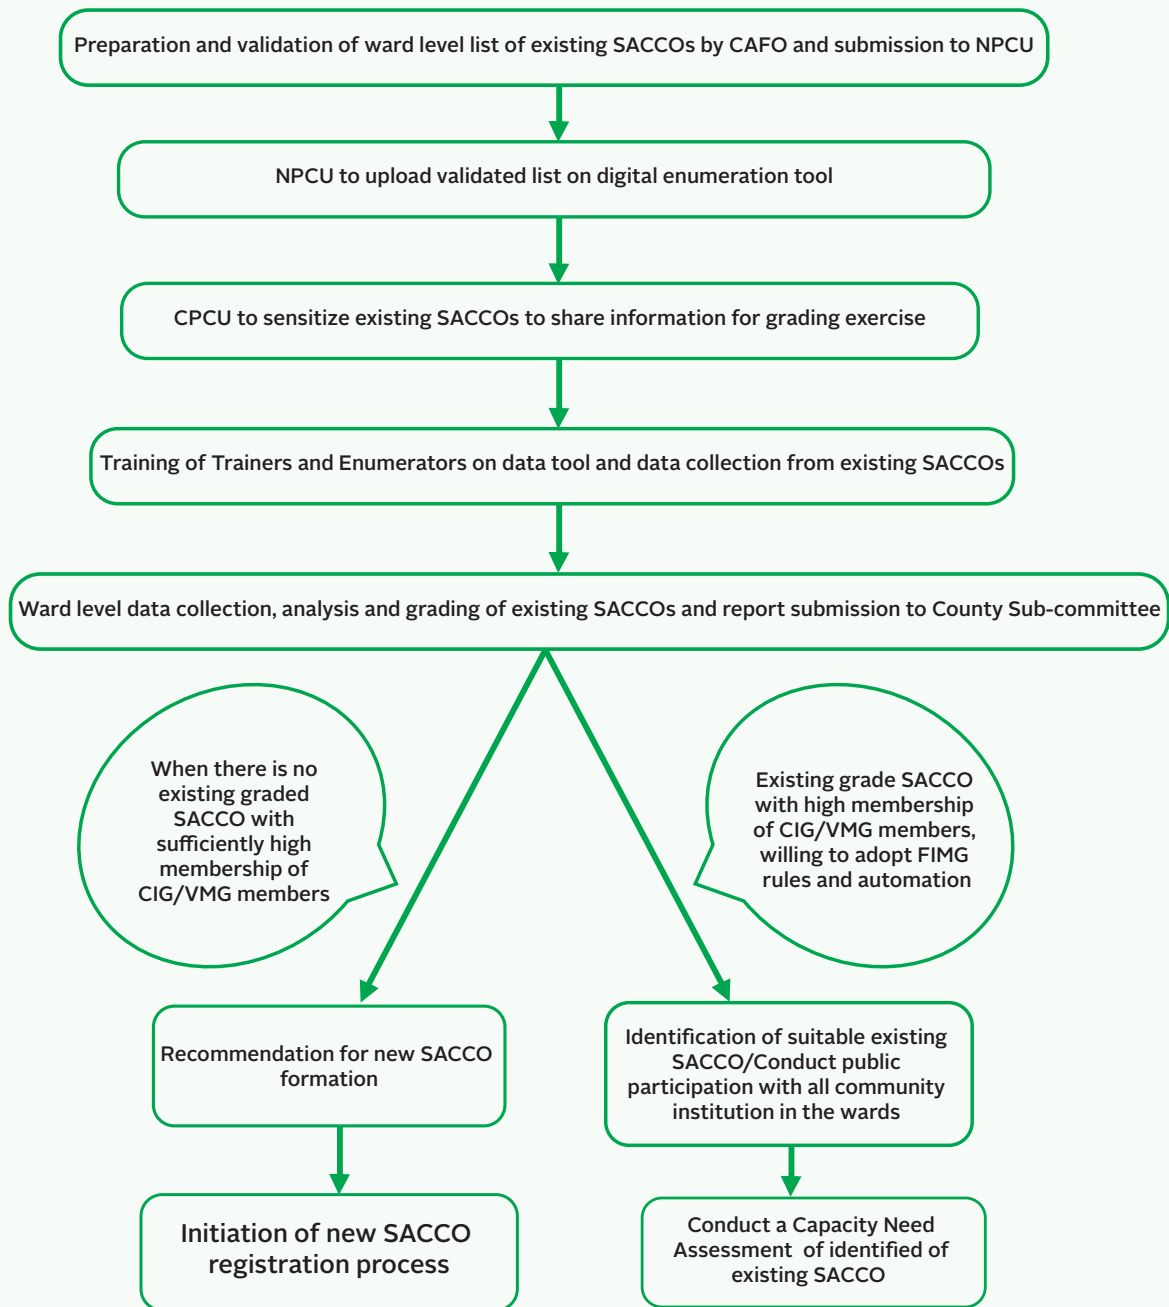 Preparation and validation of ward level list of existing SACCOs by CAFO and submission to NPCU
NPCU to upload validated list on digital enumeration tool
CPCU to sensitize existing SACCOs to share information for grading exercise
Training of Trainers and Enumerators on data tool and data collection from existing SACCOs
Ward level data collection, analysis and grading of existing SACCOs and report submission to County Sub-committee
When there is no
existing graded
SACCO with
sufficiently high
membership of
CIG/VMG members
Existing grade SACCO
with high membership
of CIG/VMG members,
willing to adopt FIMG
rules and automation
Recommendation for new SACCO
formation
Identification of suitable existing
SACCO/Conduct public
participation with all community
institution in the wards
Initiation of new SACCO
registration process
Conduct a Capacity Need
Assessment of identified of
existing SACCO